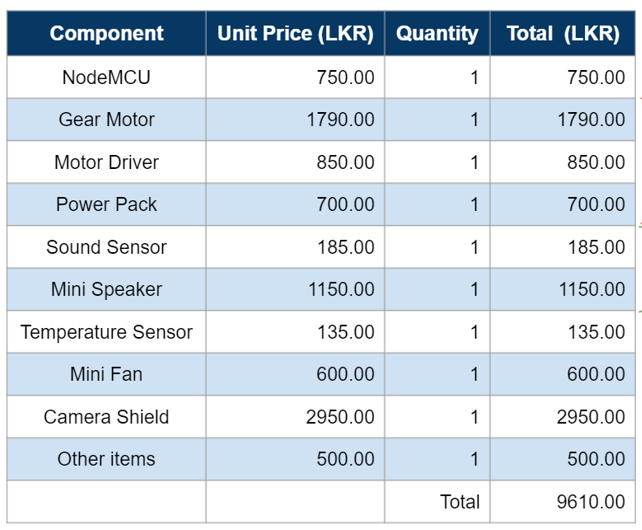 Component Unit Price (LKR) Quantity Total (LKR)
NodeMCU 750.00 1 750.00
Gear Motor 1790.00 1 1790.00
Motor Driver 850.00 1 850.00
Power Pack 700.00 1 700.00
Sound Sensor 185.00 1 185.00
Mini Speaker 1150.00 1 1150.00
Temperature Sensor 135.00 1 135.00
Mini Fan 600.00 1 600.00
Camera Shield 2950.00 1 2950.00
Other items 500.00 1 500.00
Total 9610.00